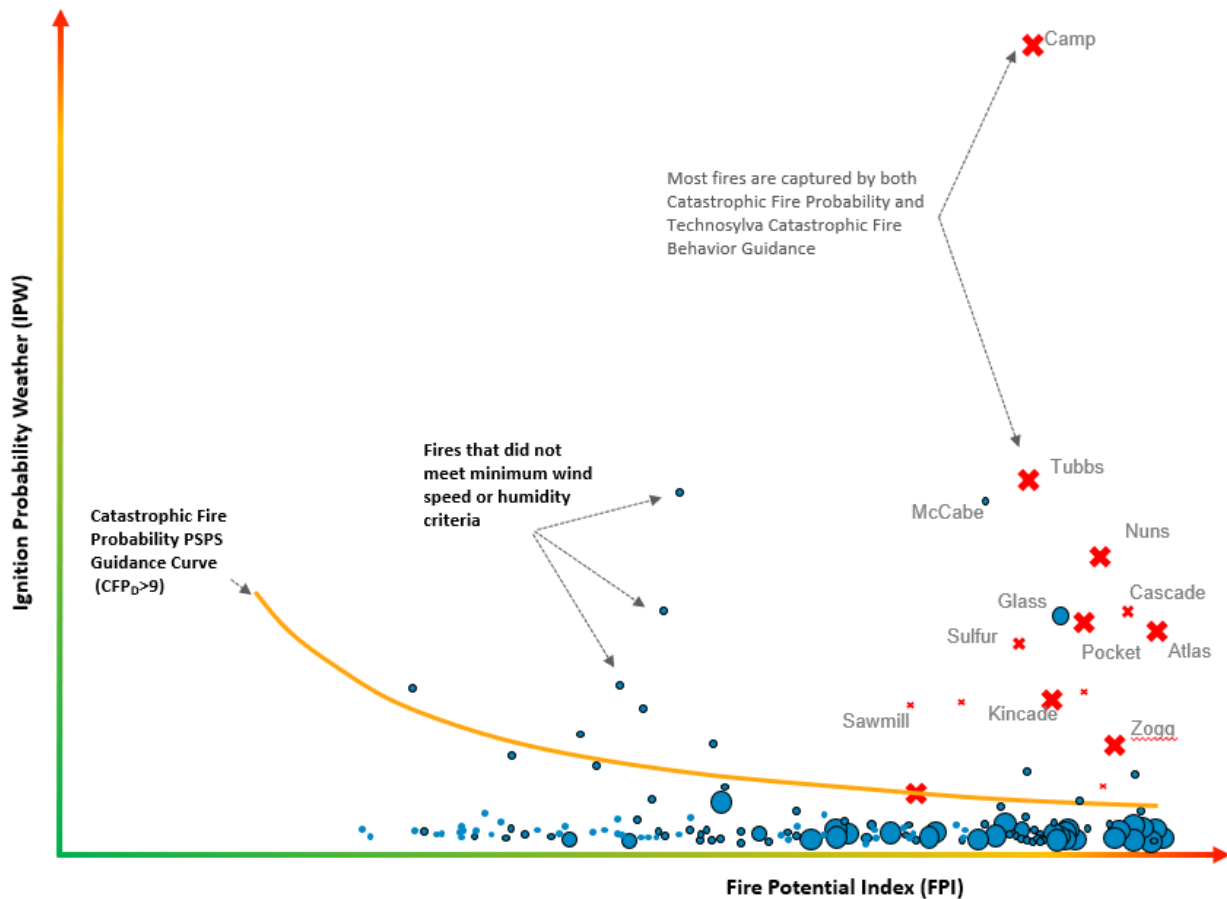 Camp
Most fires are captured by both
Catastrophic Fire Probability and
Technosylva Catastrophic Fire
Behavior Guidance
Ignition Probability Weather (IPW)
Fires that did not
meet minimum wind
speed or humidity
criteria
Tubbs
McCabe
Catastrophic Fire
Probability PSPS
Guidance Curve
(CFP_D>9)
Nuns
Glass
Cascade
Sulfur
Pocket
Atlas
Sawmill
Kincade
Zogg
Fire Potential Index (FPI)